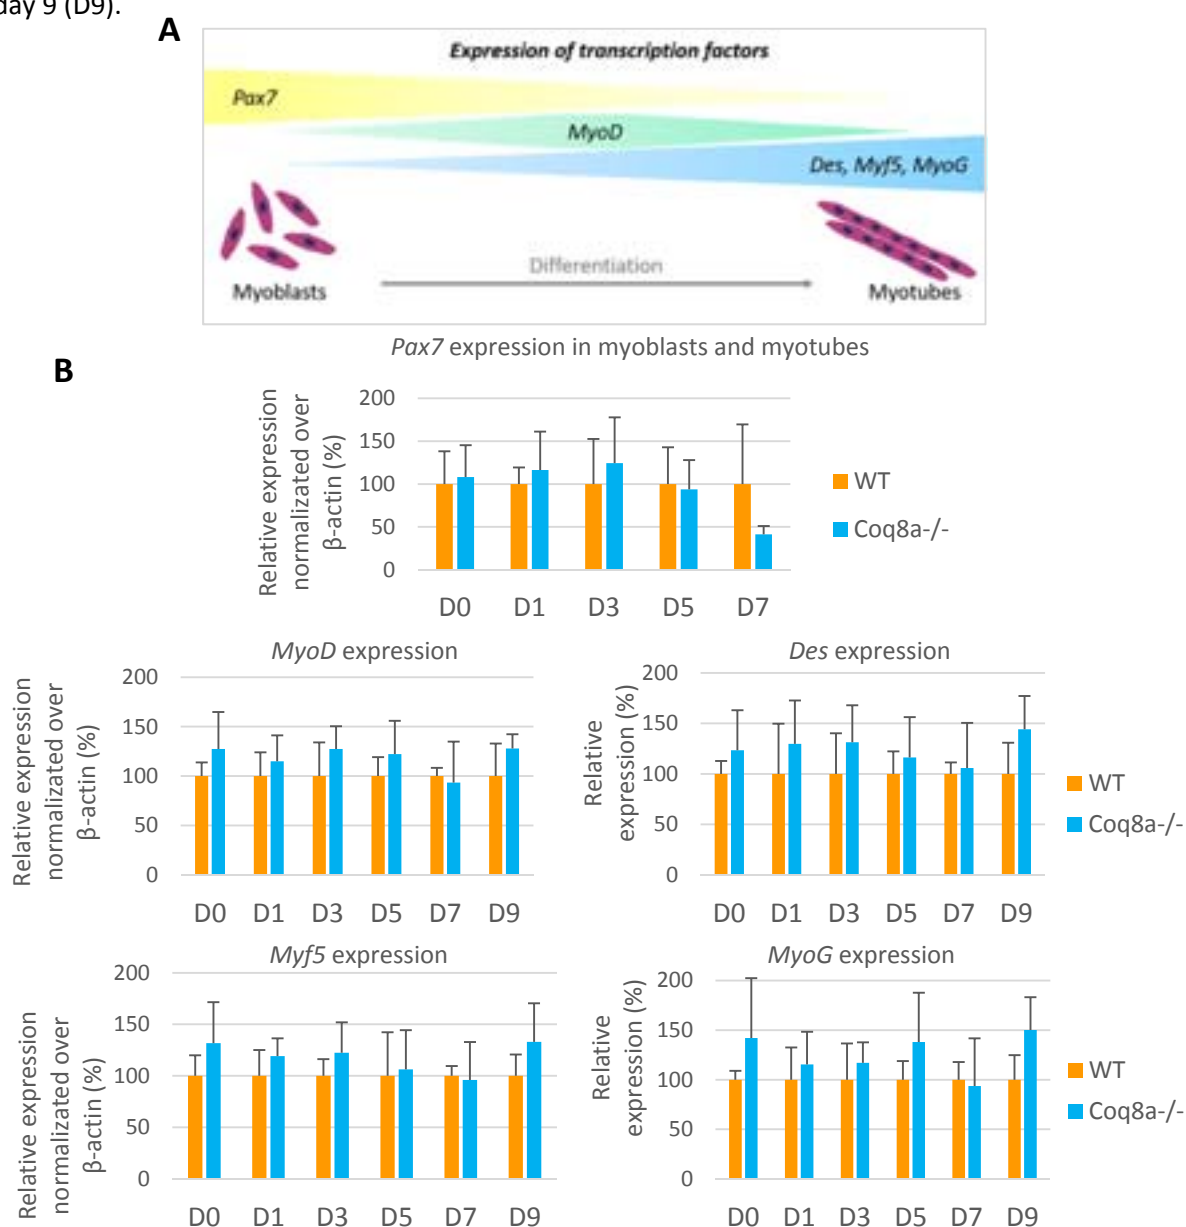 day 9 (D9).
A
Expression of transcription factors
Pax7
MyoD
Des, Myf5, MyoG
Differentiation
Myoblasts
Myotubes
Pax7 expression in myoblasts and myotubes
B
Relative expression
normalizated over
β-actin (%)
200
150
100
50
0
D0 D1 D3 D5 D7
WT
Coq8a-/-
MyoD expression
Relative expression
normalizated over
β-actin (%)
200
150
100
50
0
D0 D1 D3 D5 D7 D9
Des expression
Relative
expression (%)
200
150
100
50
0
D0 D1 D3 D5 D7 D9
WT
Coq8a-/-
Myf5 expression
Relative expression
normalizated over
β-actin (%)
200
150
100
50
0
D0 D1 D3 D5 D7 D9
MyoG expression
Relative
expression (%)
200
150
100
50
0
D0 D1 D3 D5 D7 D9
WT
Coq8a-/-